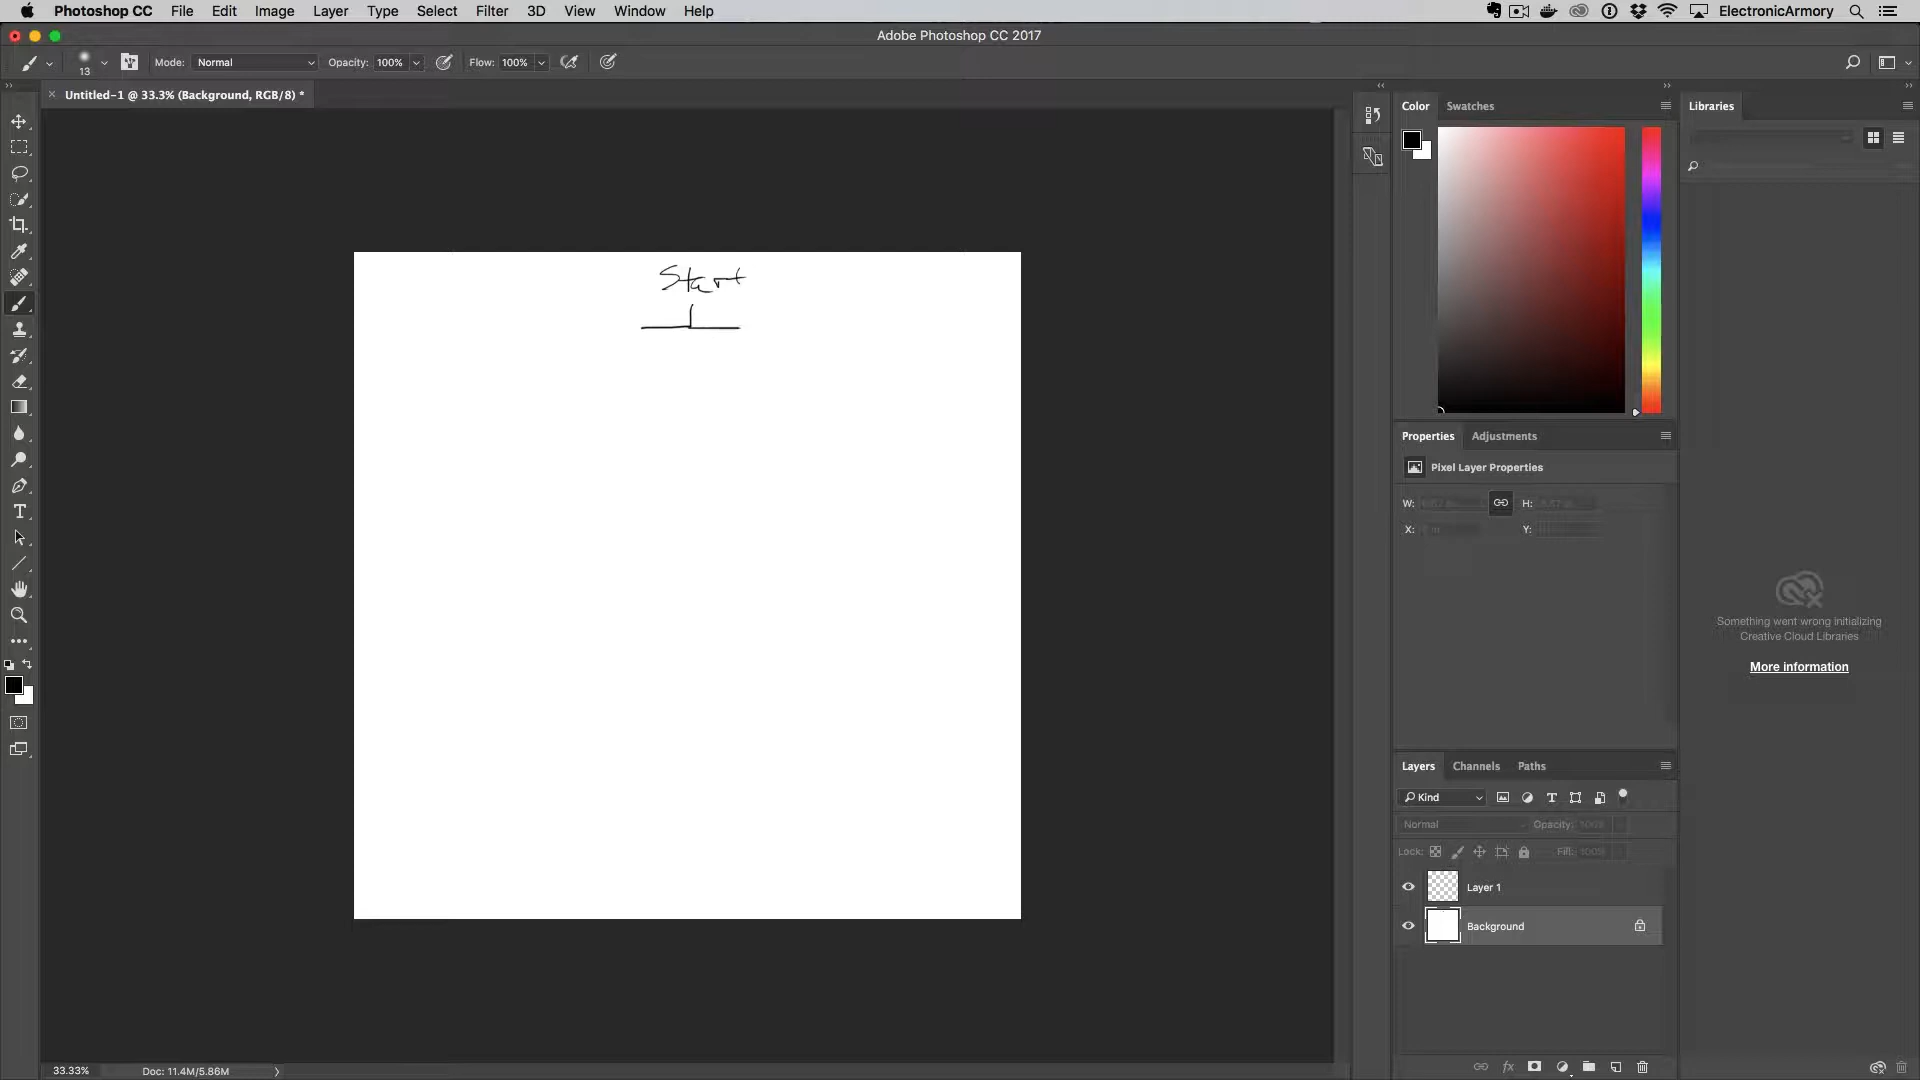 Photoshop CC File Edit Image Layer Type Select Filter 3D View Window Help ElectronicArmory
Adobe Photoshop CC 2017
13 Mode: Normal Opacity: 100% Flow: 100%
Untitled-1 @ 33.3% (Background, RGB/8) *
Start
Color Swatches
Libraries
Properties Adjustments
Pixel Layer Properties
W: H:
X: Y:
Something went wrong initializing
Creative Cloud Libraries
More information
Layers Channels Paths
Kind
Normal Opacity: 100%
Lock: Fill: 100%
Layer 1
Background
33.33% Doc: 11.4M/5.86M